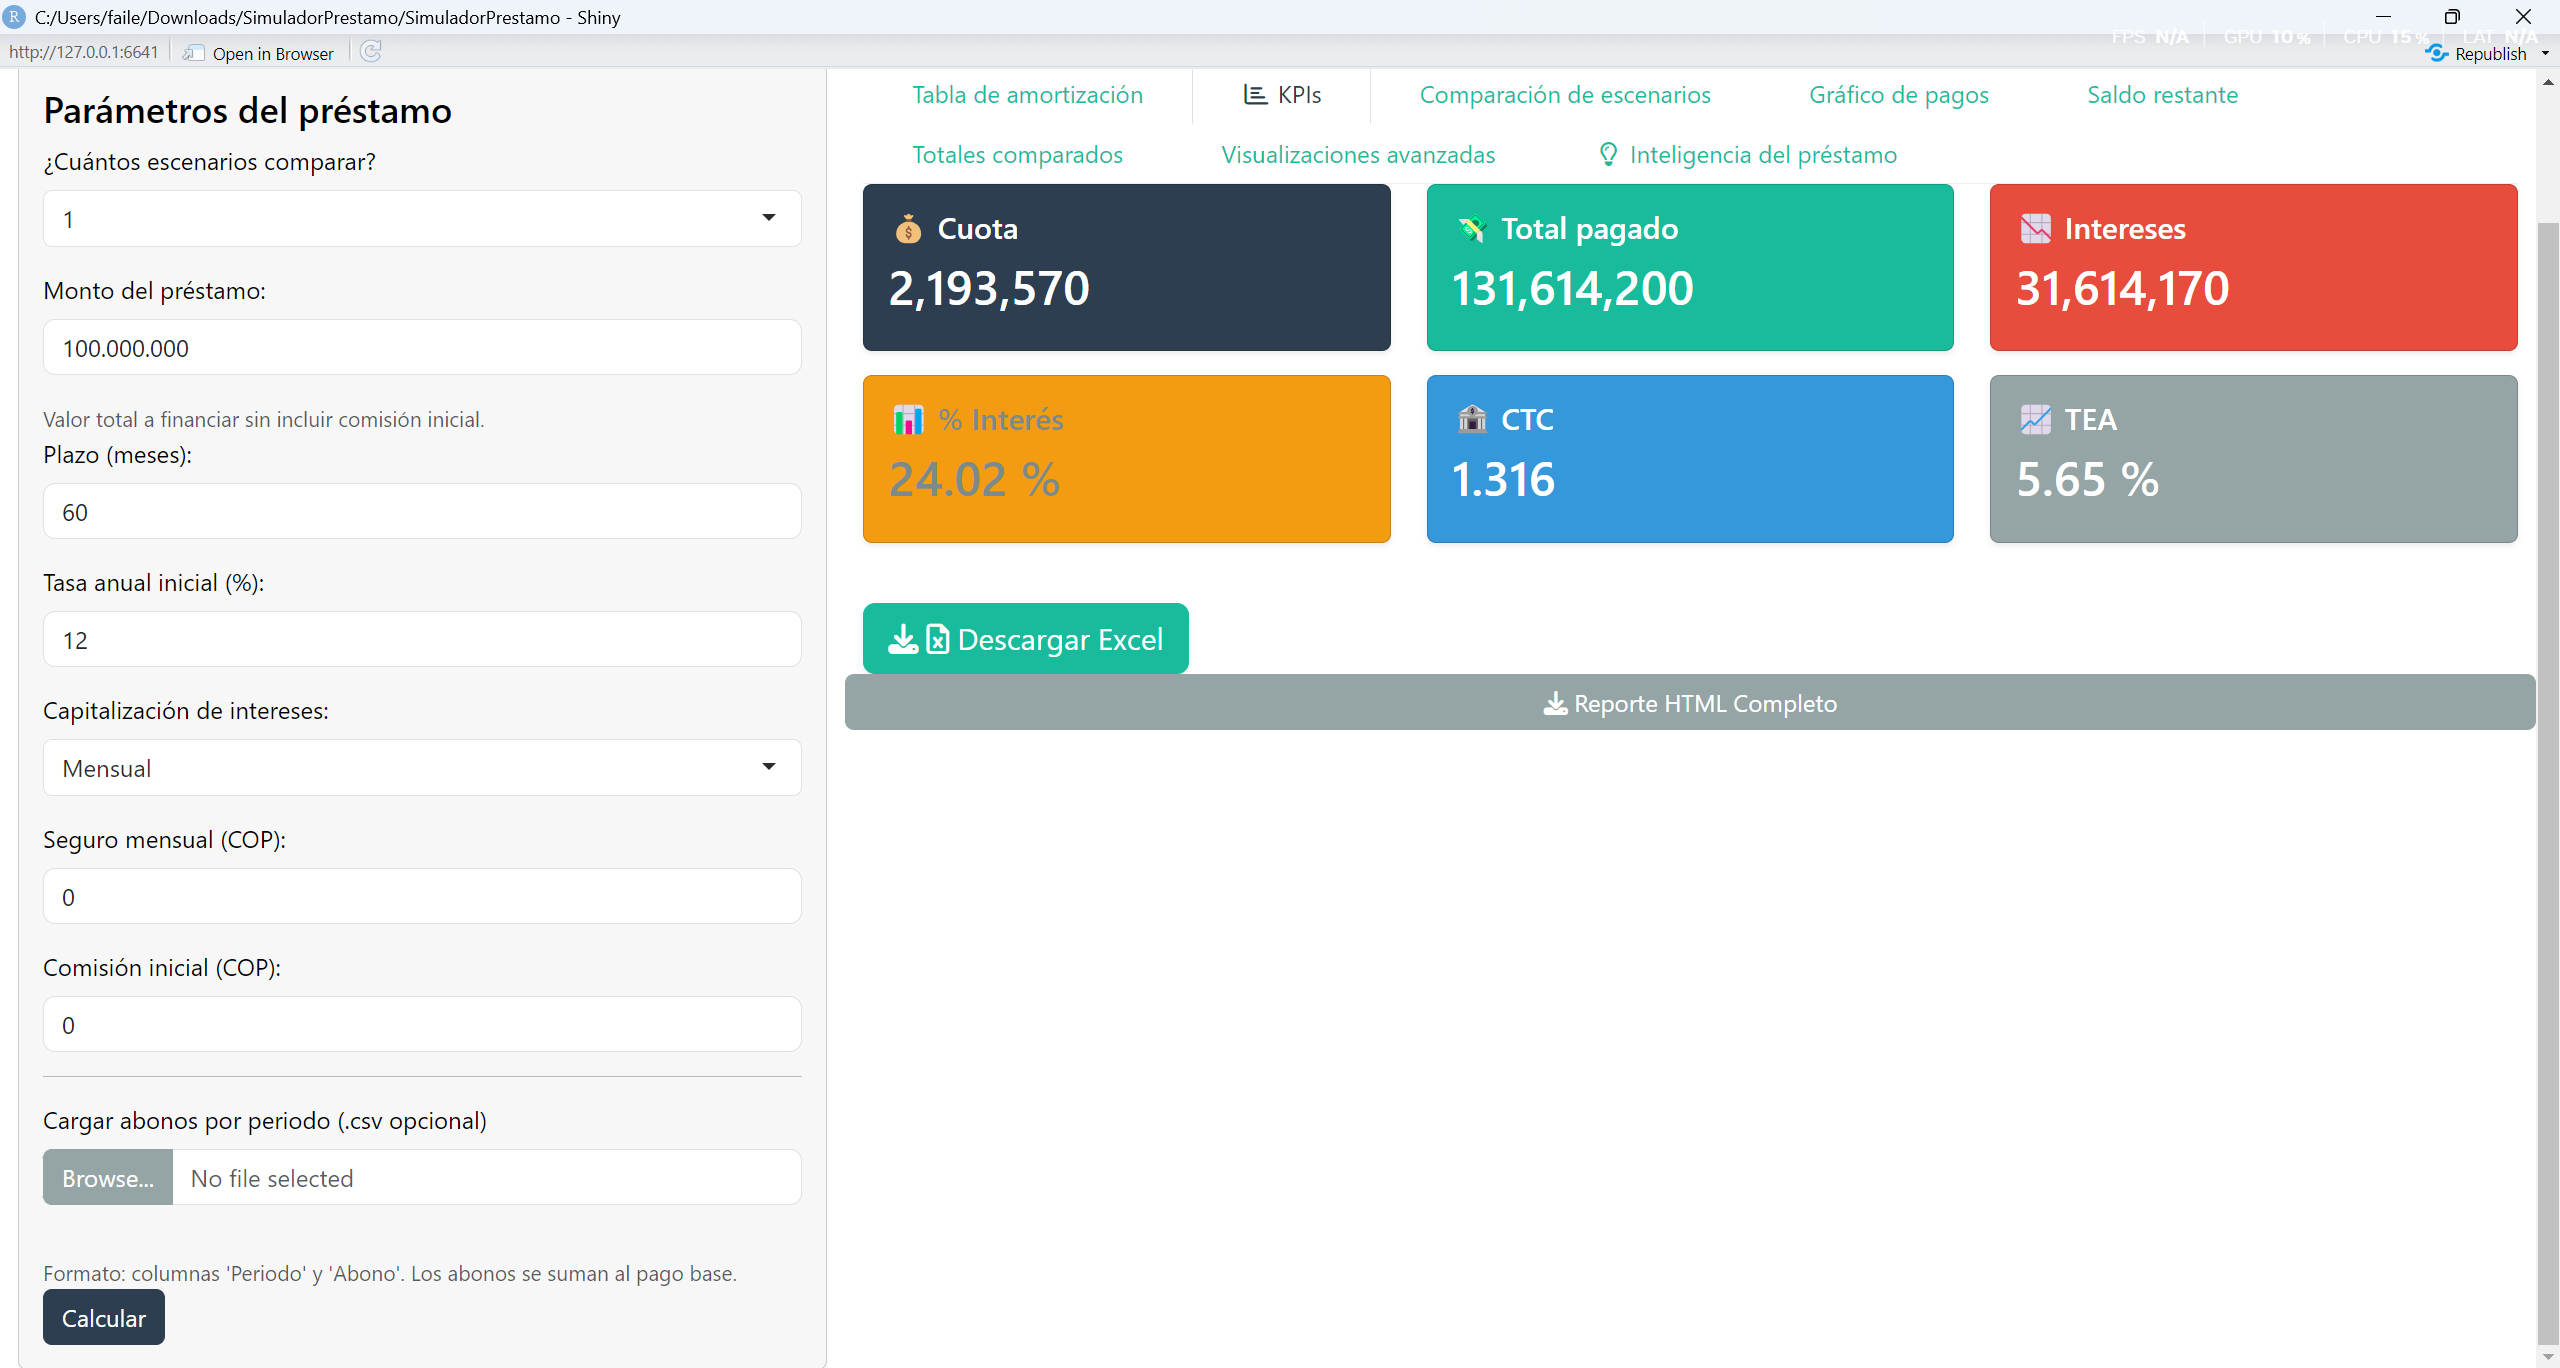 C:/Users/faile/Downloads/SimuladorPrestamo/SimuladorPrestamo - Shiny
FPS N/A GPU 10% CPU 15% LAT N/A
http://127.0.0.1:6641 Open in Browser Republish
Parámetros del préstamo
¿Cuántos escenarios comparar?
1
Monto del préstamo:
100.000.000
Valor total a financiar sin incluir comisión inicial.
Plazo (meses):
60
Tasa anual inicial (%):
12
Capitalización de intereses:
Mensual
Seguro mensual (COP):
0
Comisión inicial (COP):
0
Cargar abonos por periodo (.csv opcional)
Browse... No file selected
Formato: columnas 'Periodo' y 'Abono'. Los abonos se suman al pago base.
Calcular
Tabla de amortización KPIs Comparación de escenarios Gráfico de pagos Saldo restante
Totales comparados Visualizaciones avanzadas Inteligencia del préstamo
Cuota
2,193,570
Total pagado
131,614,200
Intereses
31,614,170
% Interés
24.02 %
CTC
1.316
TEA
5.65 %
Descargar Excel
Reporte HTML Completo